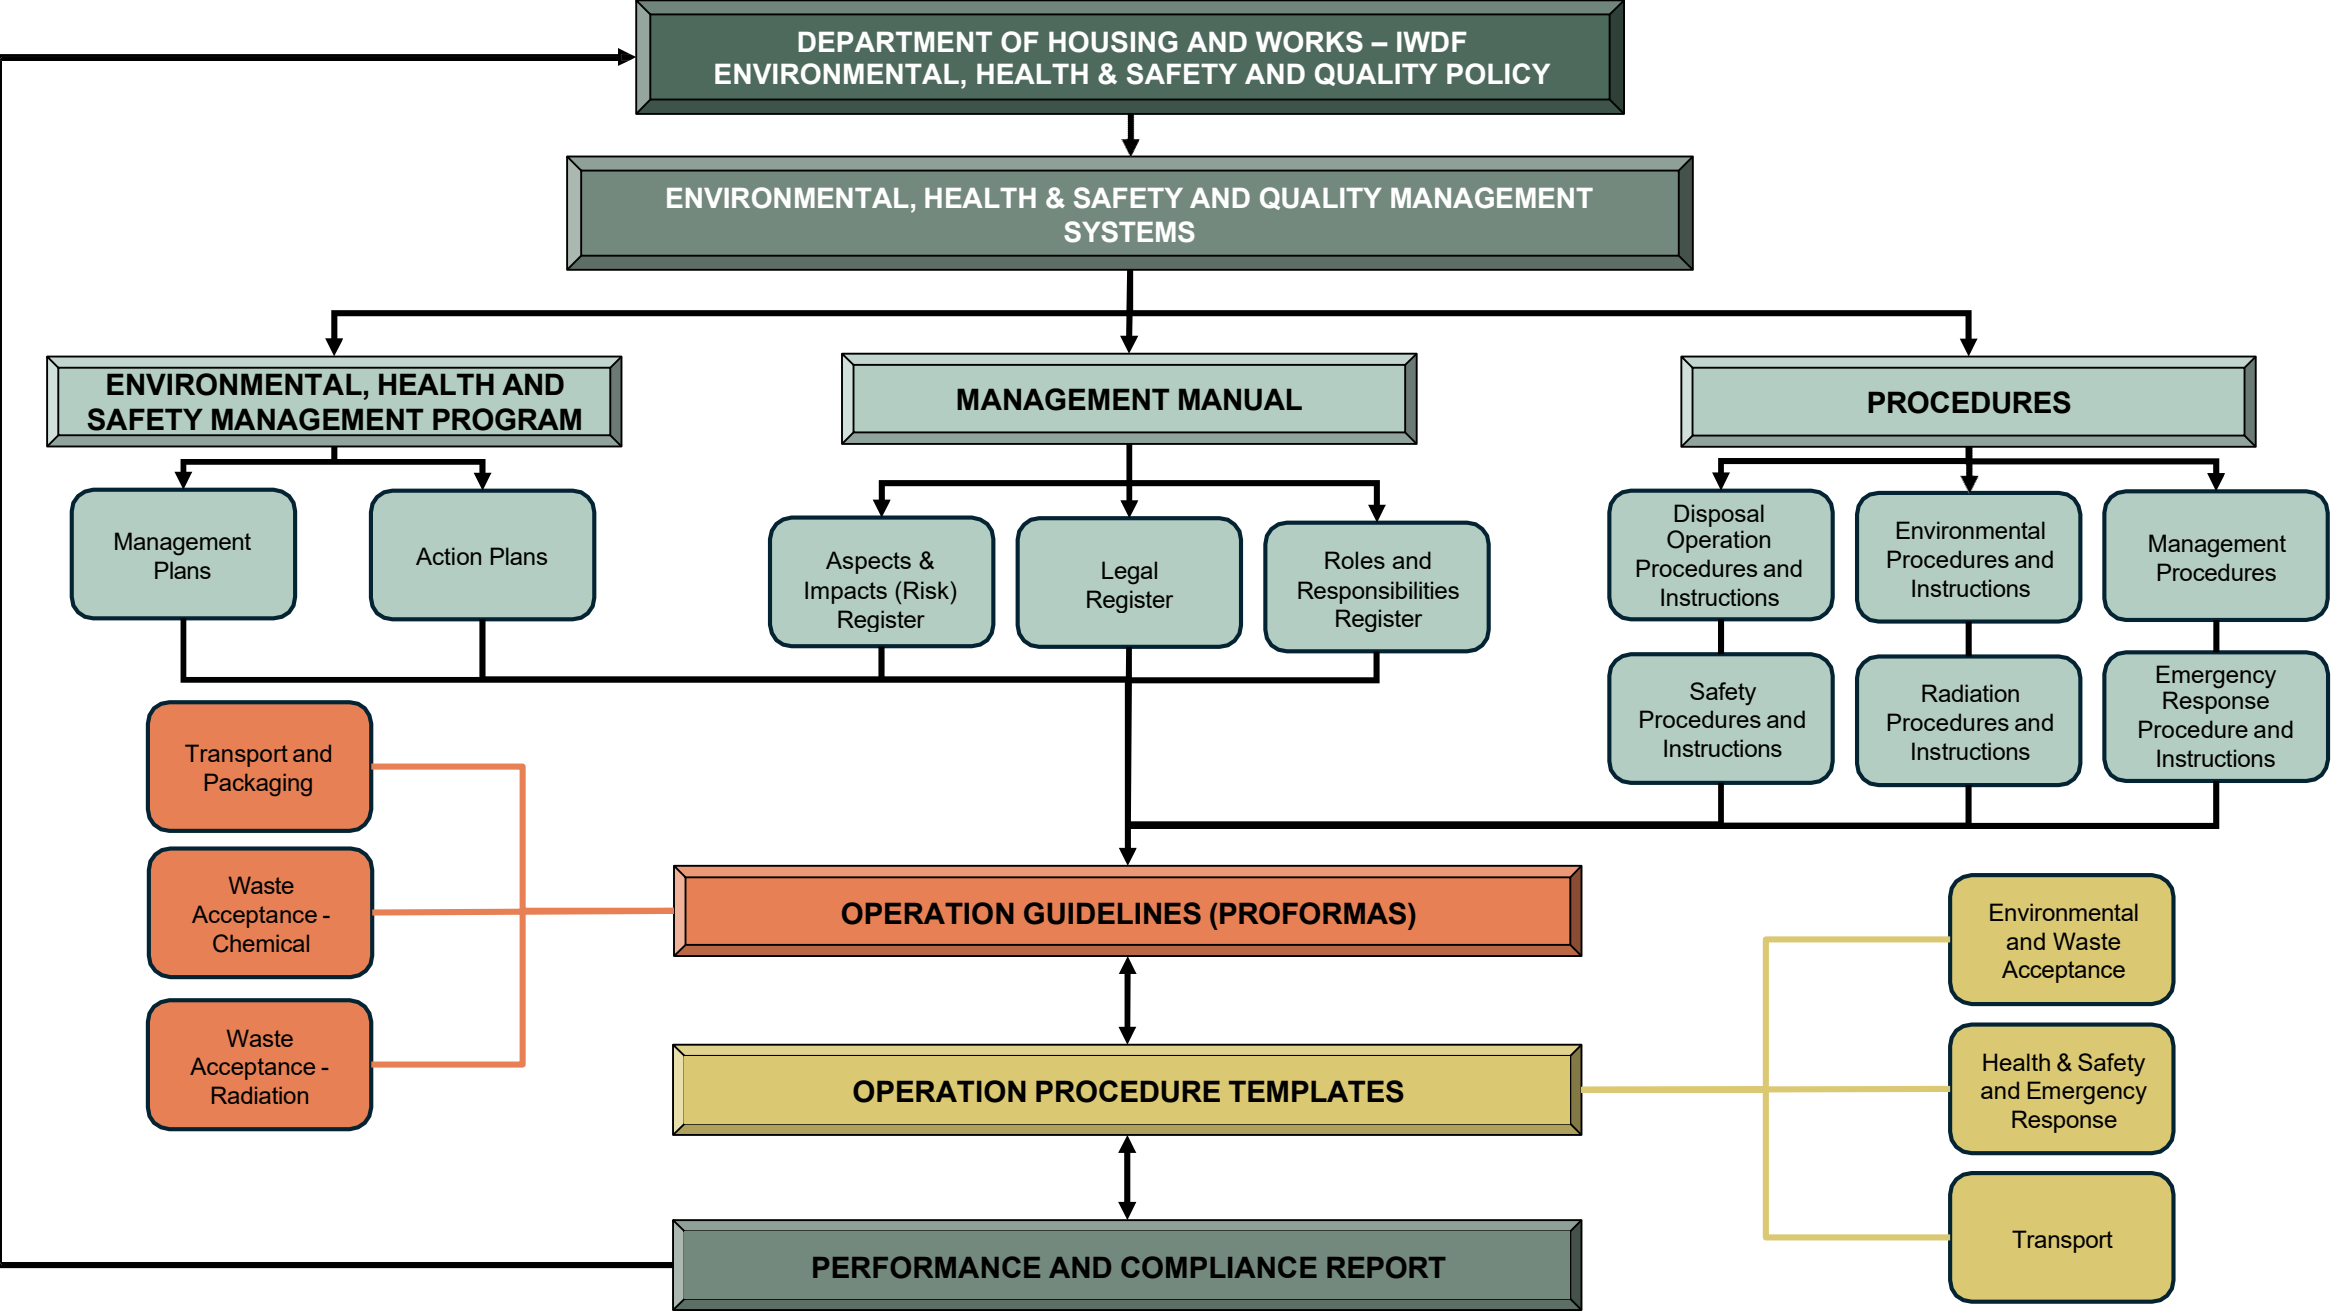 DEPARTMENT OF HOUSING AND WORKS – IWDF
ENVIRONMENTAL, HEALTH & SAFETY AND QUALITY POLICY
ENVIRONMENTAL, HEALTH & SAFETY AND QUALITY MANAGEMENT
SYSTEMS
ENVIRONMENTAL, HEALTH AND
SAFETY MANAGEMENT PROGRAM
MANAGEMENT MANUAL
PROCEDURES
Management
Plans
Action Plans
Aspects &
Impacts (Risk)
Register
Legal
Register
Roles and
Responsibilities
Register
Disposal
Operation
Procedures and
Instructions
Environmental
Procedures and
Instructions
Management
Procedures
Safety
Procedures and
Instructions
Radiation
Procedures and
Instructions
Emergency
Response
Procedure and
Instructions
Transport and
Packaging
Waste
Acceptance -
Chemical
Waste
Acceptance -
Radiation
OPERATION GUIDELINES (PROFORMAS)
OPERATION PROCEDURE TEMPLATES
Environmental
and Waste
Acceptance
Health & Safety
and Emergency
Response
Transport
PERFORMANCE AND COMPLIANCE REPORT